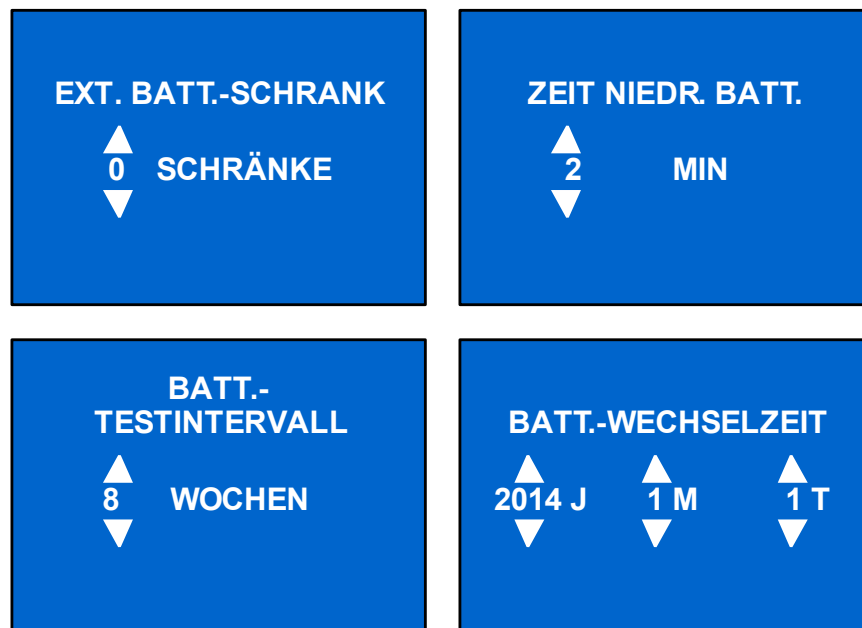 EXT. BATT.-SCHRANK
0 SCHRÄNKE
ZEIT NIEDR. BATT.
2 MIN
BATT.-
TESTINTERVALL
8 WOCHEN
BATT.-WECHSELZEIT
2014 J 1 M 1 T